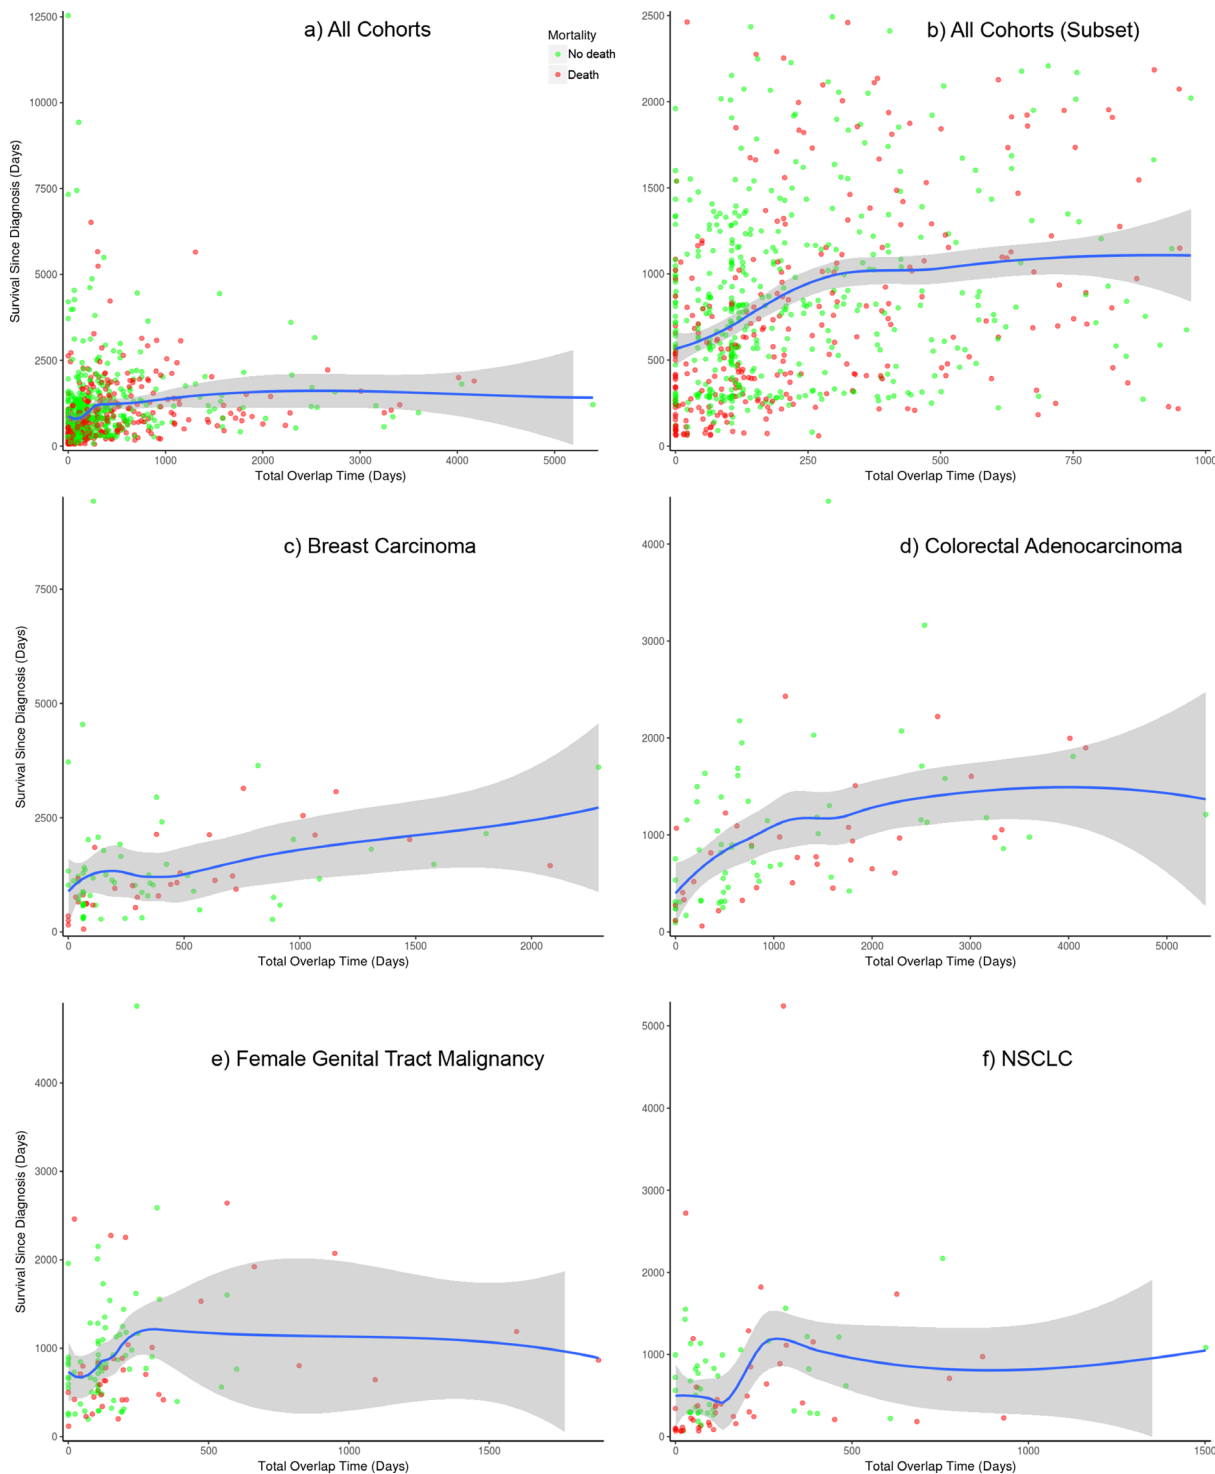 a) All Cohorts
Mortality
No death
Death
Survival Since Diagnosis (Days)
12500
10000
7500
5000
2500
0
0 1000 2000 3000 4000 5000
Total Overlap Time (Days)
b) All Cohorts (Subset)
2500
2000
1500
1000
500
0
0 250 500 750 1000
Total Overlap Time (Days)
c) Breast Carcinoma
Survival Since Diagnosis (Days)
7500
5000
2500
0
0 500 1000 1500 2000
Total Overlap Time (Days)
d) Colorectal Adenocarcinoma
4000
3000
2000
1000
0
0 1000 2000 3000 4000 5000
Total Overlap Time (Days)
e) Female Genital Tract Malignancy
Survival Since Diagnosis (Days)
4000
3000
2000
1000
0
0 500 1000 1500
Total Overlap Time (Days)
f) NSCLC
5000
4000
3000
2000
1000
0
0 500 1000 1500
Total Overlap Time (Days)